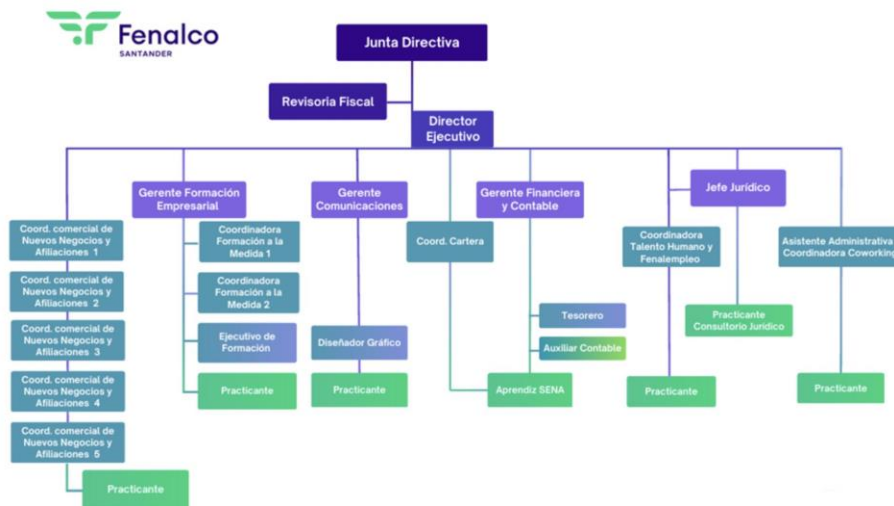 Fenalco
SANTANDER
Junta Directiva
Revisoria Fiscal
Director
Ejecutivo
Gerente Formación
Empresarial
Gerente
Comunicaciones
Gerente Financiera
y Contable
Jefe Jurídico
Coord. comercial de
Nuevos Negocios y
Afiliaciones 1
Coordinadora
Formación a la
Medida 1
Coord. Cartera
Coordinadora
Talento Humano y
Fenalempleo
Asistente Administrativa
Coordinadora Coworking
Coord. comercial de
Nuevos Negocios y
Afiliaciones 2
Coordinadora
Formación a la
Medida 2
Coord. comercial de
Nuevos Negocios y
Afiliaciones 3
Ejecutivo de
Formación
Diseñador Gráfico
Tesorero
Auxiliar Contable
Practicante
Consultorio Jurídico
Coord. comercial de
Nuevos Negocios y
Afiliaciones 4
Practicante
Practicante
Aprendiz SENA
Practicante
Practicante
Coord. comercial de
Nuevos Negocios y
Afiliaciones 5
Practicante